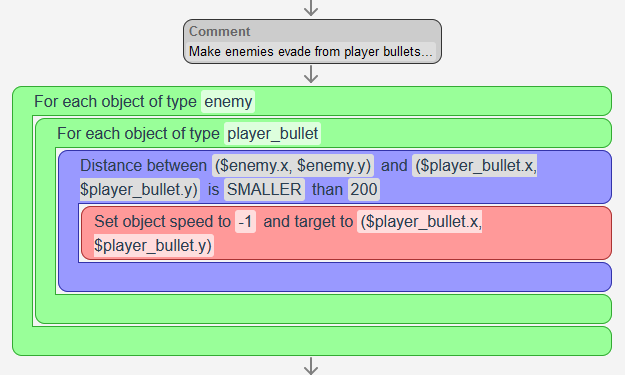 Comment
Make enemies evade from player bullets...
For each object of type enemy
For each object of type player_bullet
Distance between ($enemy.x, $enemy.y) and ($player_bullet.x,
$player_bullet.y) is SMALLER than 200
Set object speed to -1 and target to ($player_bullet.x,
$player_bullet.y)